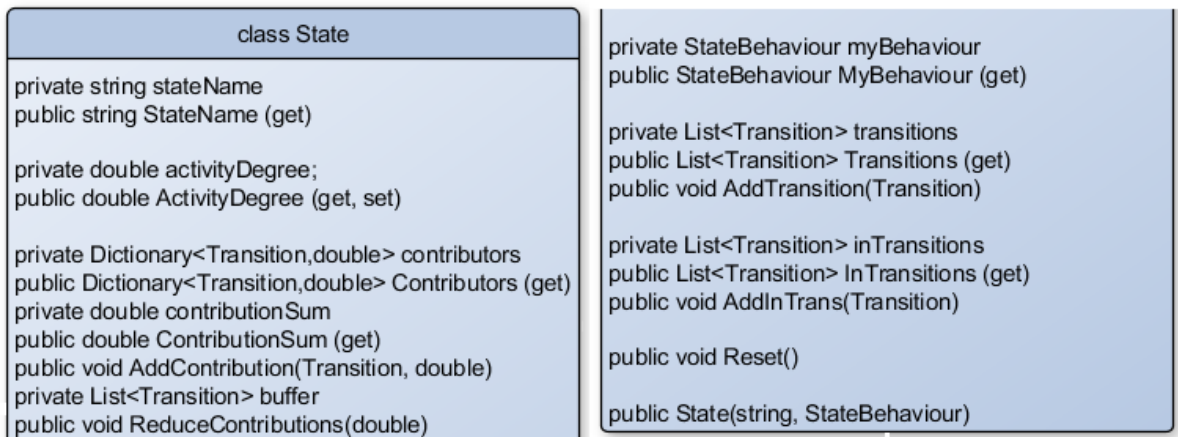 class State
private string stateName
public string StateName (get)
private double activityDegree;
public double ActivityDegree (get, set)
private Dictionary<Transition,double> contributors
public Dictionary<Transition,double> Contributors (get)
private double contributionSum
public double ContributionSum (get)
public void AddContribution(Transition, double)
private List<Transition> buffer
public void ReduceContributions(double)
private StateBehaviour myBehaviour
public StateBehaviour MyBehaviour (get)
private List<Transition> transitions
public List<Transition> Transitions (get)
public void AddTransition(Transition)
private List<Transition> inTransitions
public List<Transition> InTransitions (get)
public void AddInTrans(Transition)
public void Reset()
public State(string, StateBehaviour)